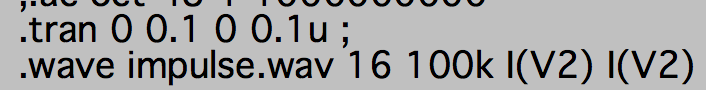 .tran 0 0.1 0 0.1u ;
.wave impulse.wav 16 100k I(V2) I(V2)